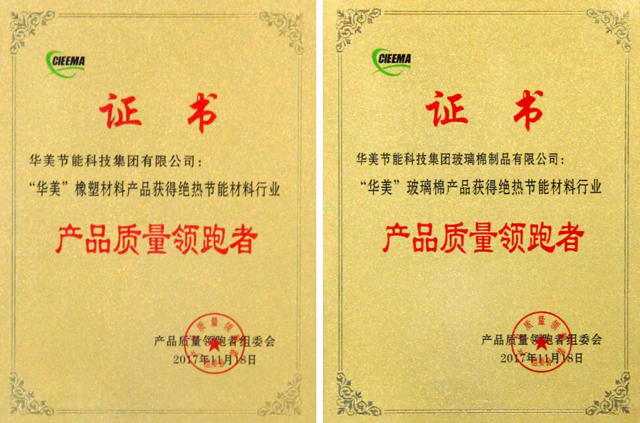 CIEEMA
证书
华美节能科技集团有限公司：
“华美”橡塑材料产品获得绝热节能材料行业
产品质量领跑者
产品质量领跑者组委会
2017年11月18日
CIEEMA
证书
华美节能科技集团玻璃棉制品有限公司：
“华美”玻璃棉产品获得绝热节能材料行业
产品质量领跑者
产品质量领跑者组委会
2017年11月18日